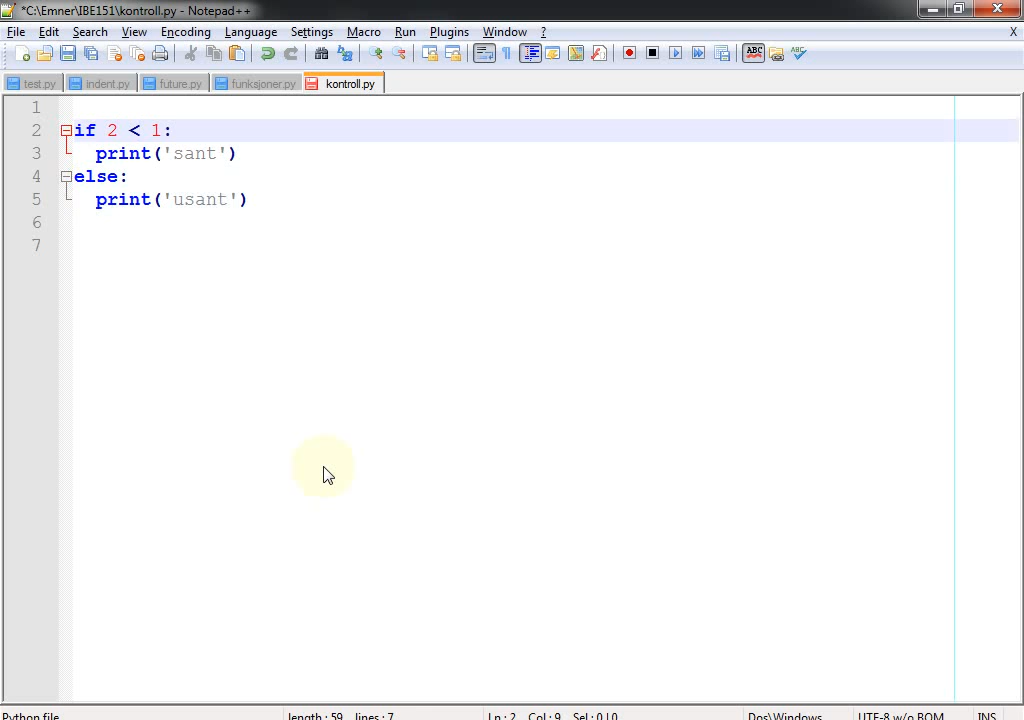 *C:\Emner\IBE151\kontroll.py - Notepad++
File Edit Search View Encoding Language Settings Macro Run Plugins Window ? X
test.py indent.py future.py funksjoner.py kontroll.py
1
2 if 2 < 1:
3 print('sant')
4 else:
5 print('usant')
6
7
Python file length : 59 lines : 7 Ln : 2 Col : 9 Sel : 0 | 0 Dos\Windows UTF-8 w/o BOM INS